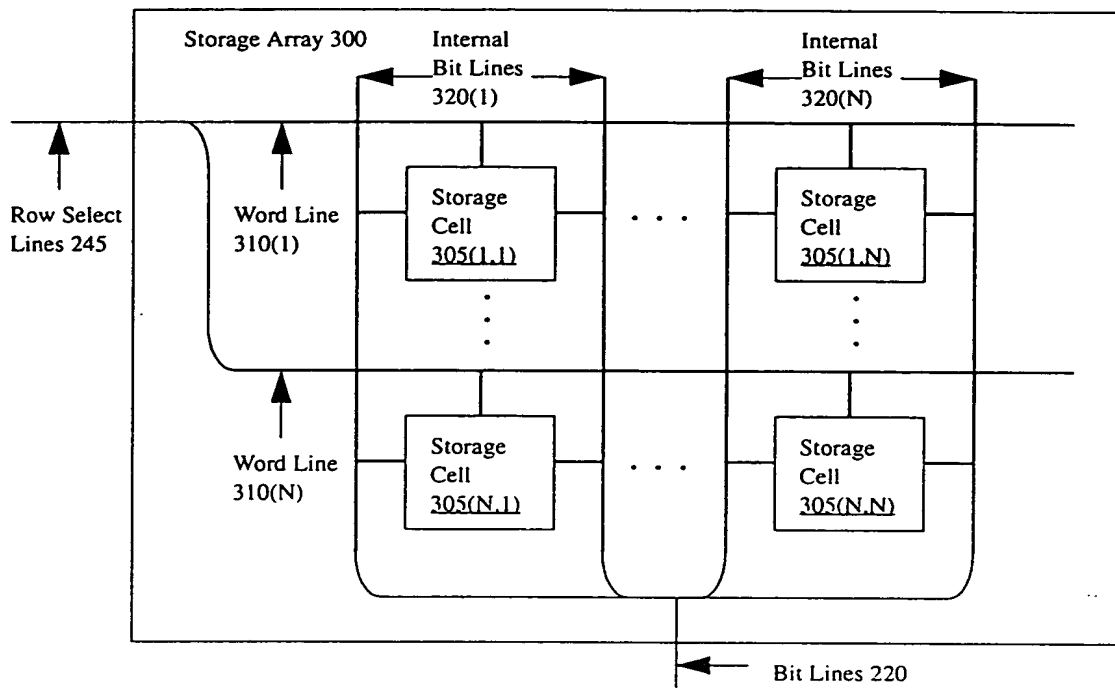 Storage Array 300
Internal
Bit Lines
320(1)
Internal
Bit Lines
320(N)
Row Select
Lines 245
Word Line
310(1)
Storage
Cell
305(1,1)
. . .
Storage
Cell
305(1,N)
Word Line
310(N)
Storage
Cell
305(N,1)
. . .
Storage
Cell
305(N,N)
Bit Lines 220